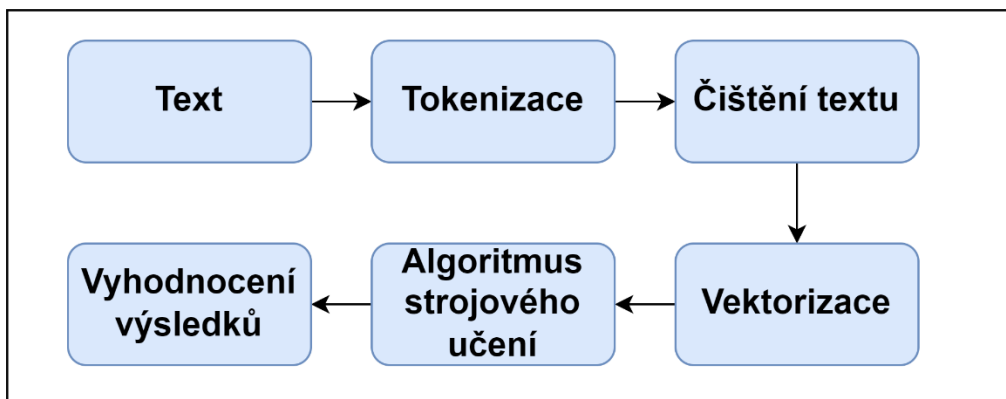 Text
Tokenizace
Čištění textu
Vektorizace
Algoritmus
strojového
učení
Vyhodnocení
výsledků